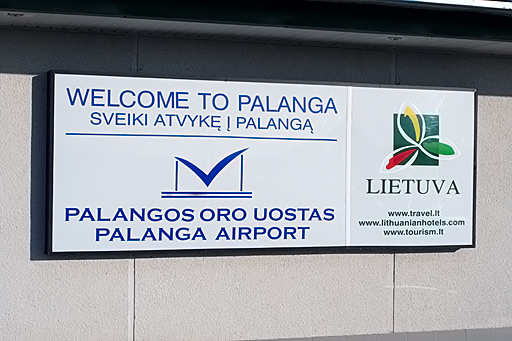 WELCOME TO PALANGA
SVEIKI ATVYKĘ Į PALANGĄ
PALANGOS ORO UOSTAS
PALANGA AIRPORT
LIETUVA
www.travel.lt
www.lithuanianhotels.com
www.tourism.lt